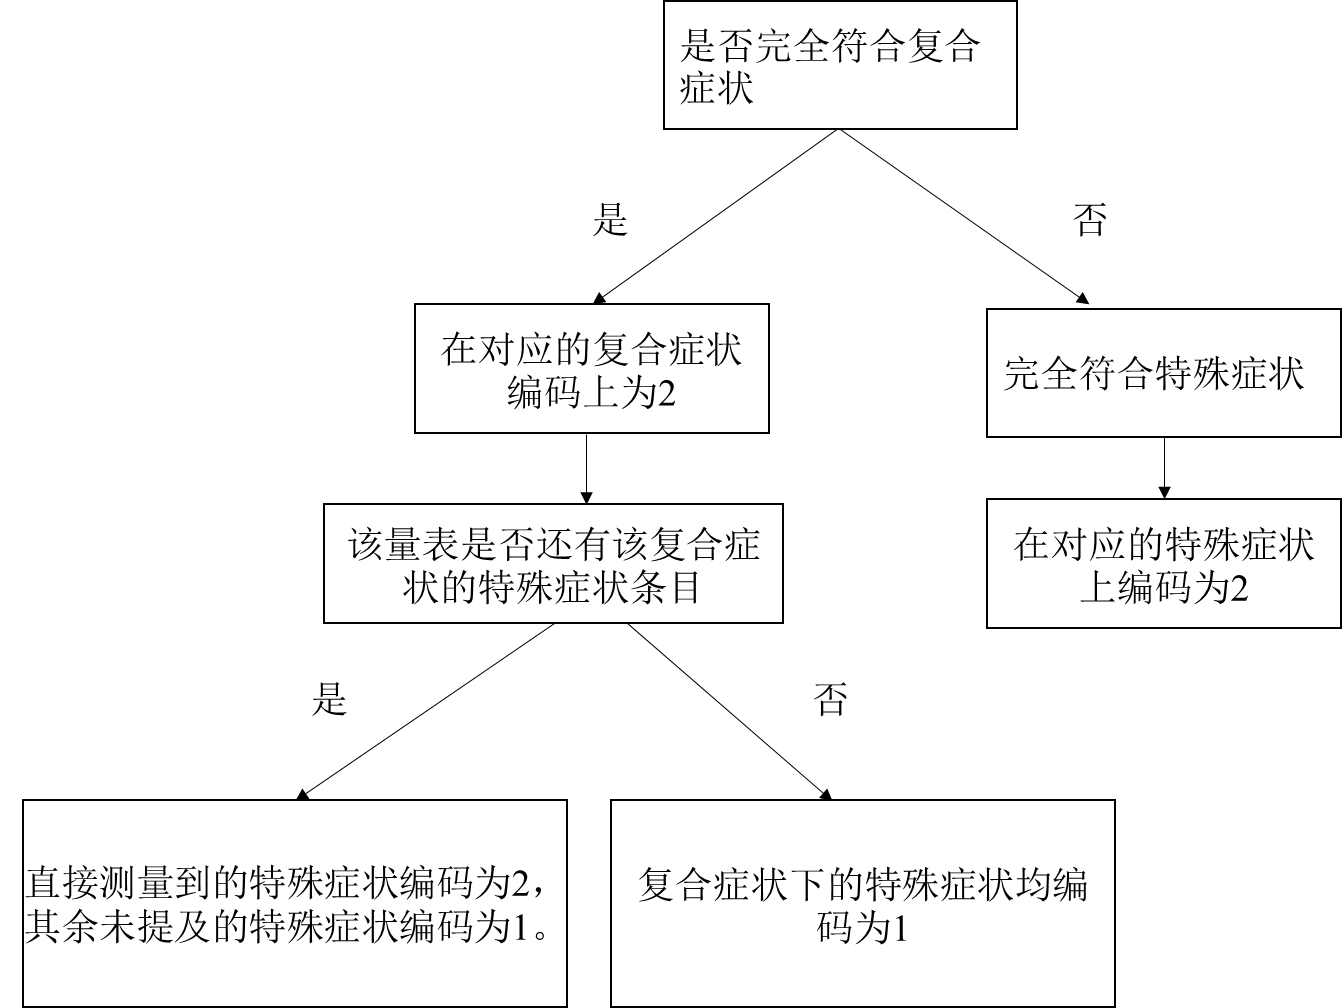 是否完全符合复合
症状
是
否
在对应的复合症状
编码上为2
完全符合特殊症状
该量表是否还有该复合症
状的特殊症状条目
在对应的特殊症状
上编码为2
是
否
直接测量到的特殊症状编码为2，
其余未提及的特殊症状编码为1。
复合症状下的特殊症状均编
码为1